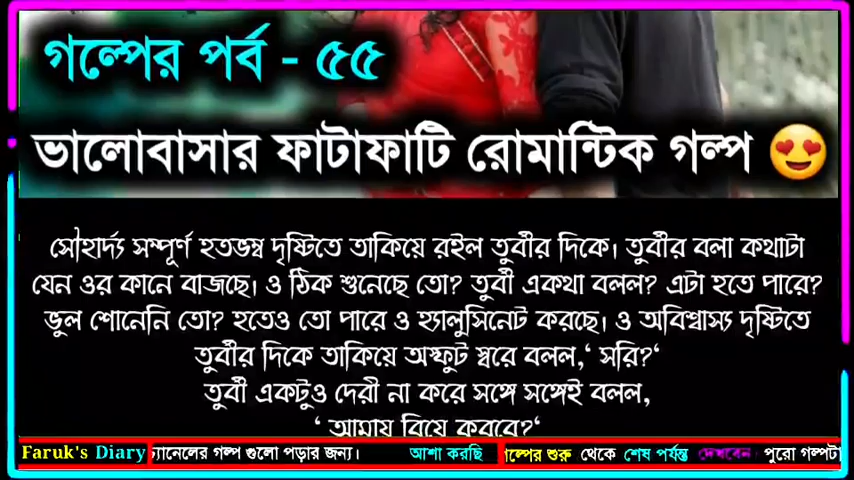 গল্পের পর্ব - ৫৫
ভালোবাসার ফাটাফাটি রোমান্টিক গল্প 😍
সৌহার্দ্য সম্পূর্ণ হতভম্ব দৃষ্টিতে তাকিয়ে রইল তুর্বীর দিকে। তুর্বীর বলা কথাটা
যেন ওর কানে বাজছে। ও ঠিক শুনেছে তো? তুর্বী একথা বলল? এটা হতে পারে?
ভুল শোনেনি তো? হতেও তো পারে ও হ্যালুসিনেট করছে। ও অবিশ্বাস্য দৃষ্টিতে
তুর্বীর দিকে তাকিয়ে অস্ফুট স্বরে বলল,‘ সরি?‘
তুর্বী একটুও দেরী না করে সঙ্গে সঙ্গেই বলল,
‘ আমায় বিয়ে করবে?‘
Faruk's Diary চ্যানেলের গল্প গুলো পড়ার জন্য। আশা করছি গল্পের শুরু থেকে শেষ পর্যন্ত দেখবেন পুরো গল্পটা